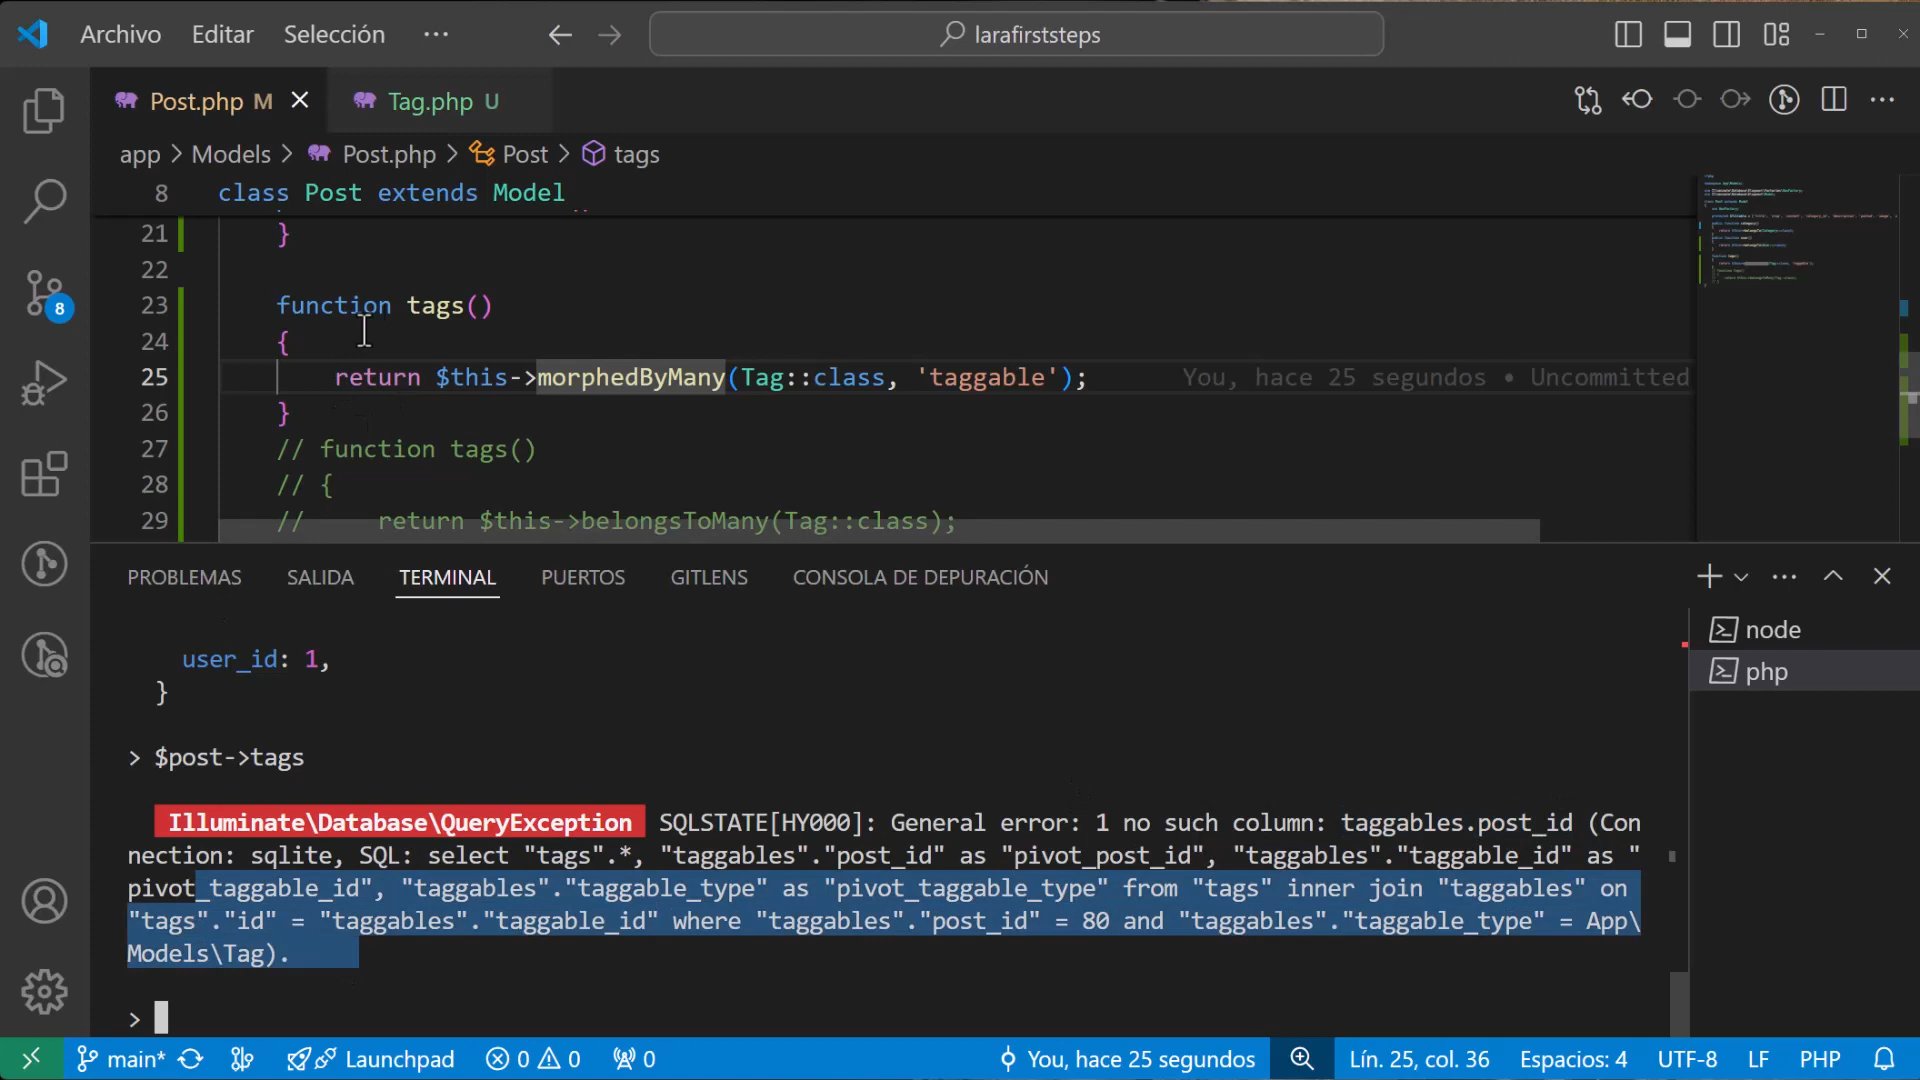 Archivo Editar Selección ··· larafirststeps
Post.php M Tag.php U
app > Models > Post.php > Post > tags
8 class Post extends Model
21 }
22
23 function tags()
24 {
25 return $this->morphedByMany(Tag::class, 'taggable'); You, hace 25 segundos • Uncommitted
26 }
27 // function tags()
28 // {
29 // return $this->belongsToMany(Tag::class);
8
PROBLEMAS SALIDA TERMINAL PUERTOS GITLENS CONSOLA DE DEPURACIÓN
node
php
user_id: 1,
}
> $post->tags
Illuminate\Database\QueryException SQLSTATE[HY000]: General error: 1 no such column: taggables.post_id (Con
nection: sqlite, SQL: select "tags".*, "taggables"."post_id" as "pivot_post_id", "taggables"."taggable_id" as "
pivot_taggable_id", "taggables"."taggable_type" as "pivot_taggable_type" from "tags" inner join "taggables" on
"tags"."id" = "taggables"."taggable_id" where "taggables"."post_id" = 80 and "taggables"."taggable_type" = App\
Models\Tag).
>
main* Launchpad 0 0 0 You, hace 25 segundos Lín. 25, col. 36 Espacios: 4 UTF-8 LF PHP